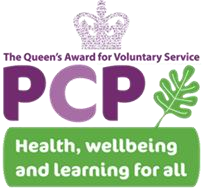 The Queen's Award for Voluntary Service
PCP
Health, wellbeing
and learning for all